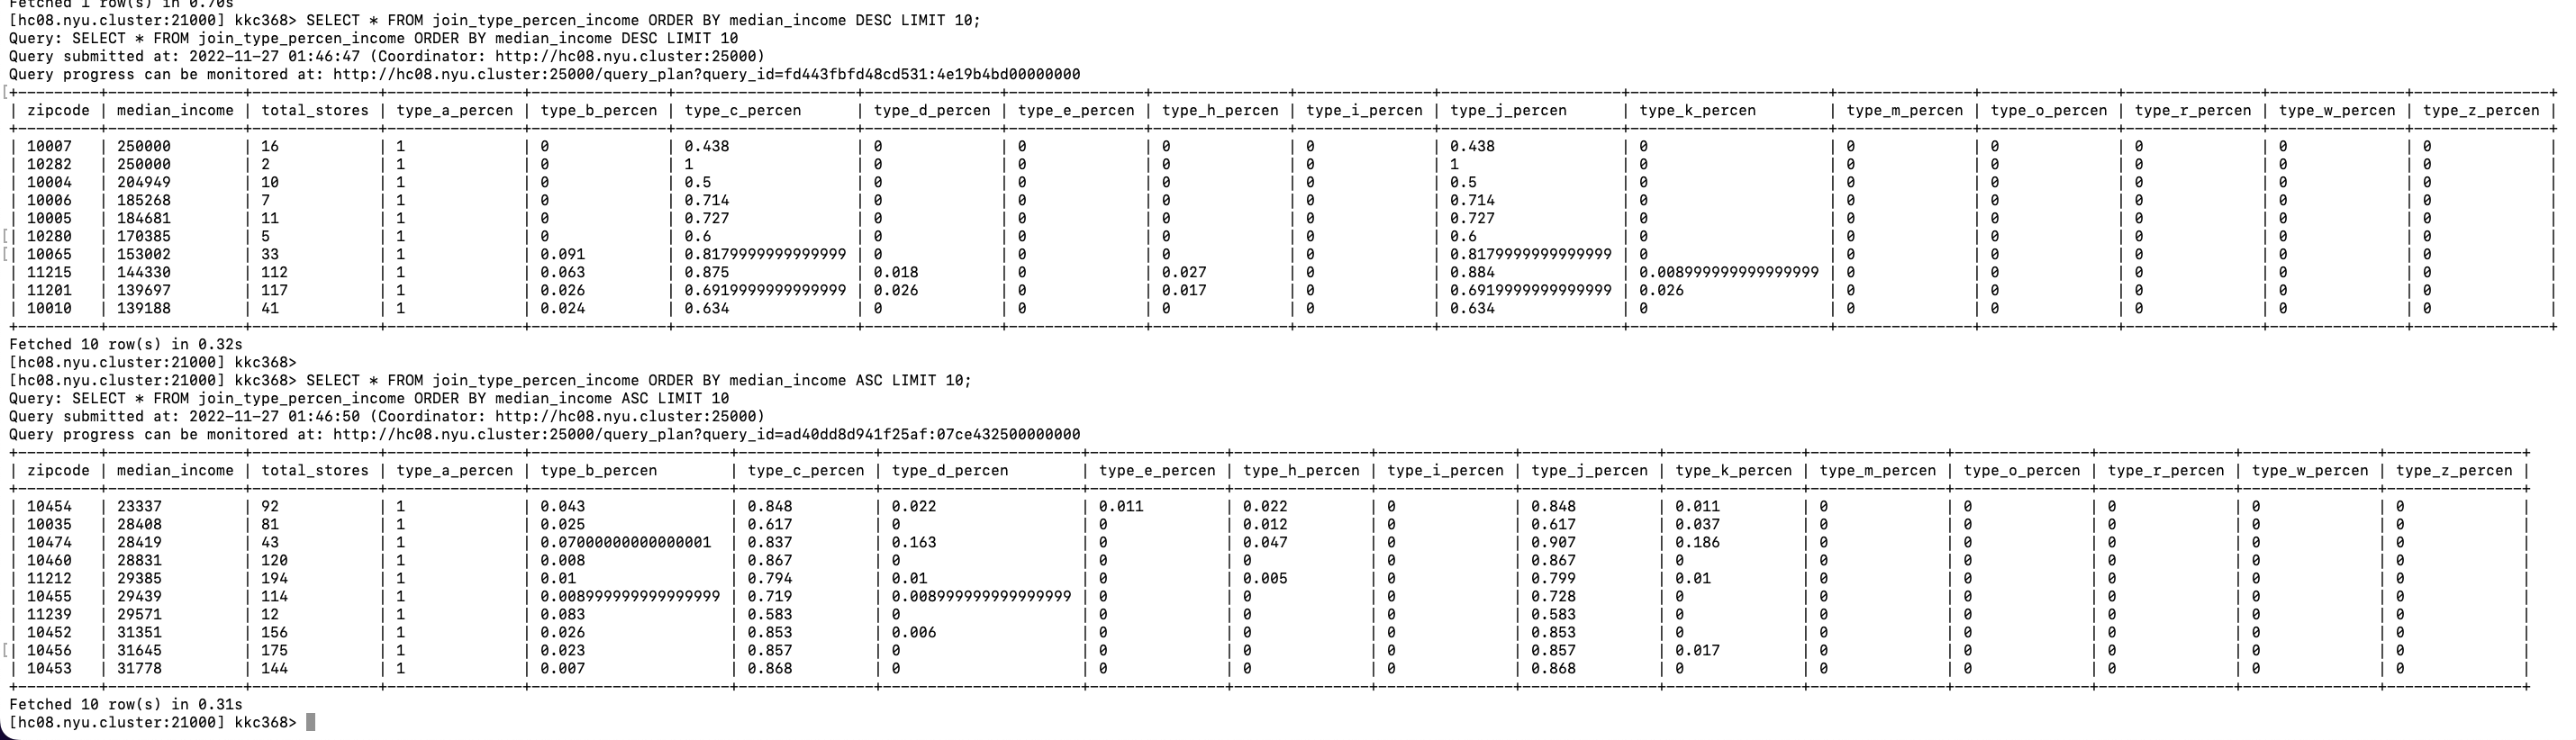 Fetched 1 row(s) in 0.70s
[hc08.nyu.cluster:21000] kkc368> SELECT * FROM join_type_percen_income ORDER BY median_income DESC LIMIT 10;
Query: SELECT * FROM join_type_percen_income ORDER BY median_income DESC LIMIT 10
Query submitted at: 2022-11-27 01:46:47 (Coordinator: http://hc08.nyu.cluster:25000)
Query progress can be monitored at: http://hc08.nyu.cluster:25000/query_plan?query_id=fd443fbfd48cd531:4e19b4bd00000000
| zipcode | median_income | total_stores | type_a_percen | type_b_percen | type_c_percen | type_d_percen | type_e_percen | type_h_percen | type_i_percen | type_j_percen | type_k_percen | type_m_percen | type_o_percen | type_r_percen | type_w_percen | type_z_percen |
| 10007 | 250000 | 16 | 1 | 0 | 0.438 | 0 | 0 | 0 | 0 | 0.438 | 0 | 0 | 0 | 0 | 0 | 0 |
| 10282 | 250000 | 2 | 1 | 0 | 1 | 0 | 0 | 0 | 0 | 1 | 0 | 0 | 0 | 0 | 0 | 0 |
| 10004 | 204949 | 10 | 1 | 0 | 0.5 | 0 | 0 | 0 | 0 | 0.5 | 0 | 0 | 0 | 0 | 0 | 0 |
| 10006 | 185268 | 7 | 1 | 0 | 0.714 | 0 | 0 | 0 | 0 | 0.714 | 0 | 0 | 0 | 0 | 0 | 0 |
| 10005 | 184681 | 11 | 1 | 0 | 0.727 | 0 | 0 | 0 | 0 | 0.727 | 0 | 0 | 0 | 0 | 0 | 0 |
| 10280 | 170385 | 5 | 1 | 0 | 0.6 | 0 | 0 | 0 | 0 | 0.6 | 0 | 0 | 0 | 0 | 0 | 0 |
| 10065 | 153002 | 33 | 1 | 0.091 | 0.8179999999999999 | 0 | 0 | 0 | 0 | 0.8179999999999999 | 0 | 0 | 0 | 0 | 0 | 0 |
| 11215 | 144330 | 112 | 1 | 0.063 | 0.875 | 0.018 | 0 | 0.027 | 0 | 0.884 | 0.008999999999999999 | 0 | 0 | 0 | 0 | 0 |
| 11201 | 139697 | 117 | 1 | 0.026 | 0.6919999999999999 | 0.026 | 0 | 0.017 | 0 | 0.6919999999999999 | 0.026 | 0 | 0 | 0 | 0 | 0 |
| 10010 | 139188 | 41 | 1 | 0.024 | 0.634 | 0 | 0 | 0 | 0 | 0.634 | 0 | 0 | 0 | 0 | 0 | 0 |
Fetched 10 row(s) in 0.32s
[hc08.nyu.cluster:21000] kkc368>
[hc08.nyu.cluster:21000] kkc368> SELECT * FROM join_type_percen_income ORDER BY median_income ASC LIMIT 10;
Query: SELECT * FROM join_type_percen_income ORDER BY median_income ASC LIMIT 10
Query submitted at: 2022-11-27 01:46:50 (Coordinator: http://hc08.nyu.cluster:25000)
Query progress can be monitored at: http://hc08.nyu.cluster:25000/query_plan?query_id=ad40dd8d941f25af:07ce432500000000
| zipcode | median_income | total_stores | type_a_percen | type_b_percen | type_c_percen | type_d_percen | type_e_percen | type_h_percen | type_i_percen | type_j_percen | type_k_percen | type_m_percen | type_o_percen | type_r_percen | type_w_percen | type_z_percen |
| 10454 | 23337 | 92 | 1 | 0.043 | 0.848 | 0.022 | 0.011 | 0.022 | 0 | 0.848 | 0.011 | 0 | 0 | 0 | 0 | 0 |
| 10035 | 28408 | 81 | 1 | 0.025 | 0.617 | 0 | 0 | 0.012 | 0 | 0.617 | 0.037 | 0 | 0 | 0 | 0 | 0 |
| 10474 | 28419 | 43 | 1 | 0.07000000000000001 | 0.837 | 0.163 | 0 | 0.047 | 0 | 0.907 | 0.186 | 0 | 0 | 0 | 0 | 0 |
| 10460 | 28831 | 120 | 1 | 0.008 | 0.867 | 0 | 0 | 0 | 0 | 0.867 | 0 | 0 | 0 | 0 | 0 | 0 |
| 11212 | 29385 | 194 | 1 | 0.01 | 0.794 | 0.01 | 0 | 0.005 | 0 | 0.799 | 0.01 | 0 | 0 | 0 | 0 | 0 |
| 10455 | 29439 | 114 | 1 | 0.008999999999999999 | 0.719 | 0.008999999999999999 | 0 | 0 | 0 | 0.728 | 0 | 0 | 0 | 0 | 0 | 0 |
| 11239 | 29571 | 12 | 1 | 0.083 | 0.583 | 0 | 0 | 0 | 0 | 0.583 | 0 | 0 | 0 | 0 | 0 | 0 |
| 10452 | 31351 | 156 | 1 | 0.026 | 0.853 | 0.006 | 0 | 0 | 0 | 0.853 | 0 | 0 | 0 | 0 | 0 | 0 |
| 10456 | 31645 | 175 | 1 | 0.023 | 0.857 | 0 | 0 | 0 | 0 | 0.857 | 0.017 | 0 | 0 | 0 | 0 | 0 |
| 10453 | 31778 | 144 | 1 | 0.007 | 0.868 | 0 | 0 | 0 | 0 | 0.868 | 0 | 0 | 0 | 0 | 0 | 0 |
Fetched 10 row(s) in 0.31s
[hc08.nyu.cluster:21000] kkc368>